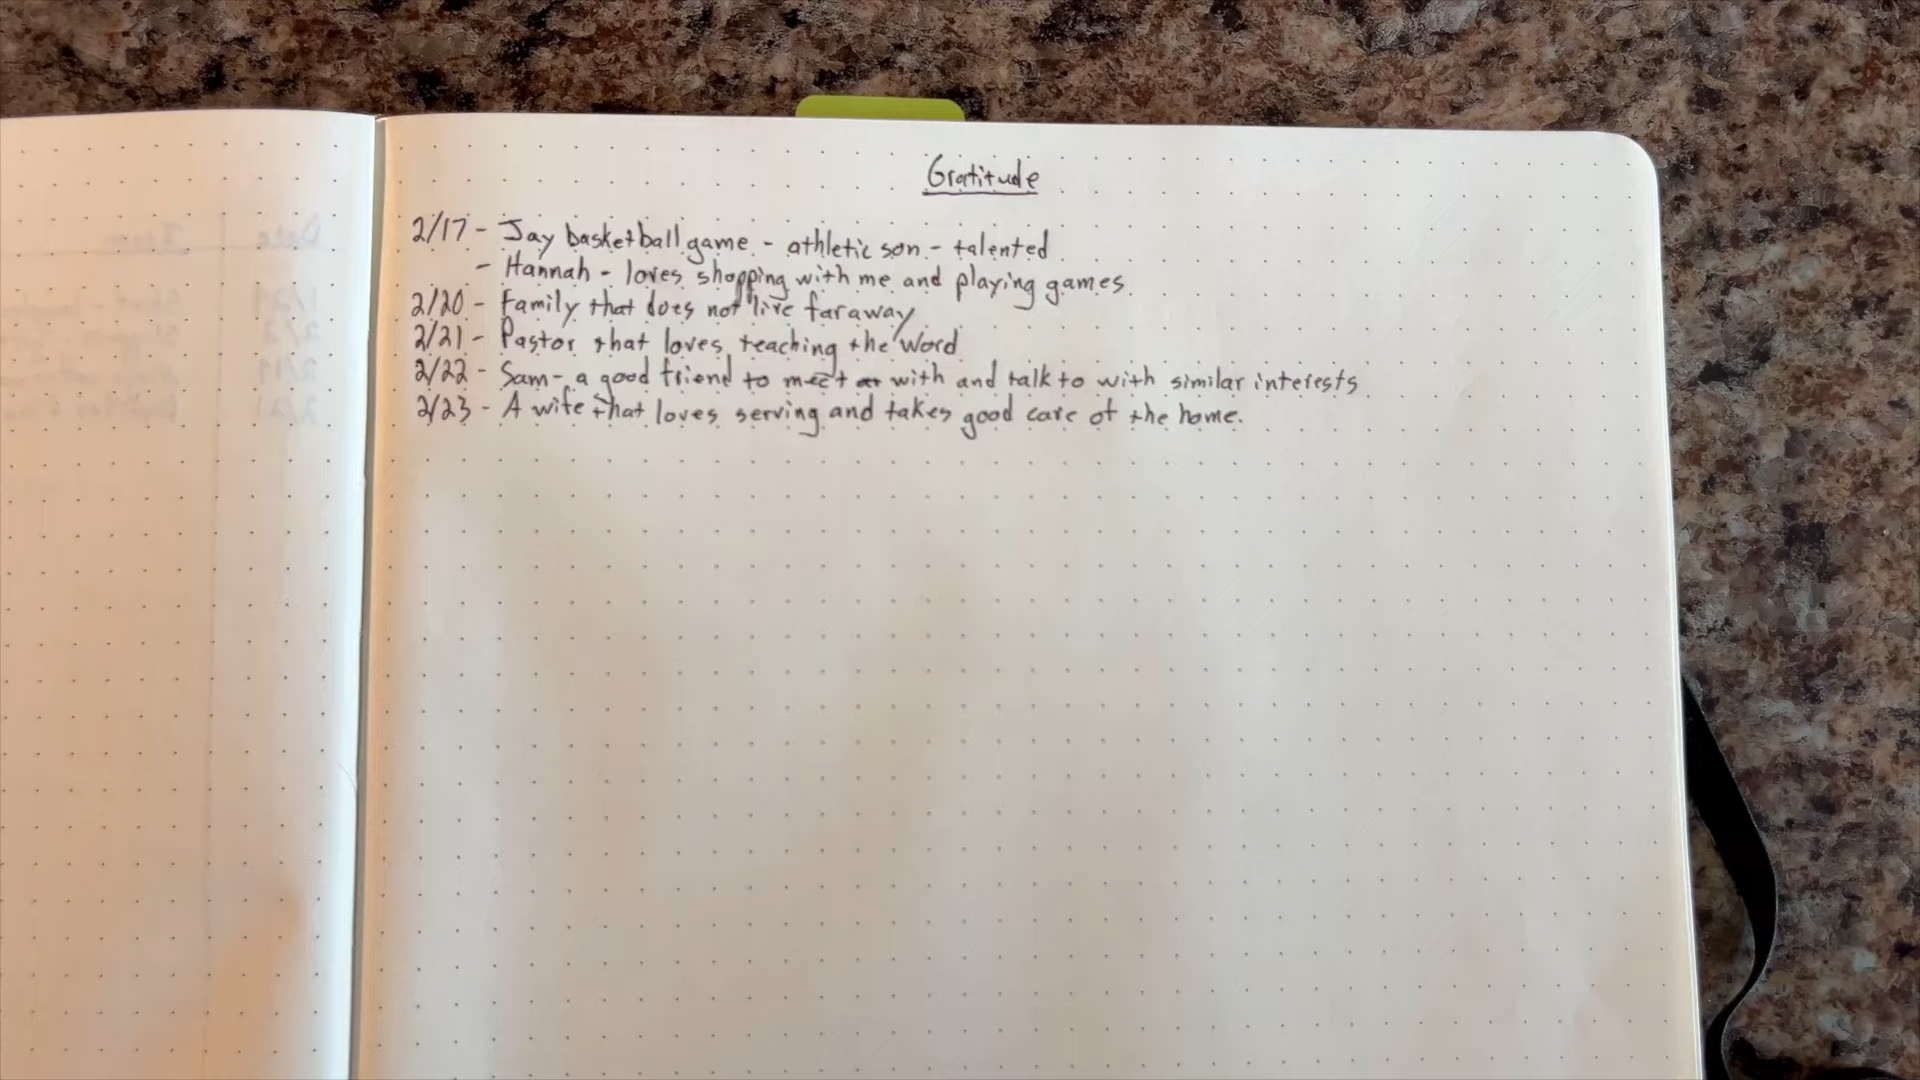 Gratitude
2/17 - Jay basketball game - athletic son - talented
- Hannah - loves shopping with me and playing games
2/20 - Family that does not live faraway
2/21 - Pastor that loves teaching the Word
2/22 - Sam - a good friend to meet with and talk to with similar interests
2/23 - A wife that loves serving and takes good care of the home.